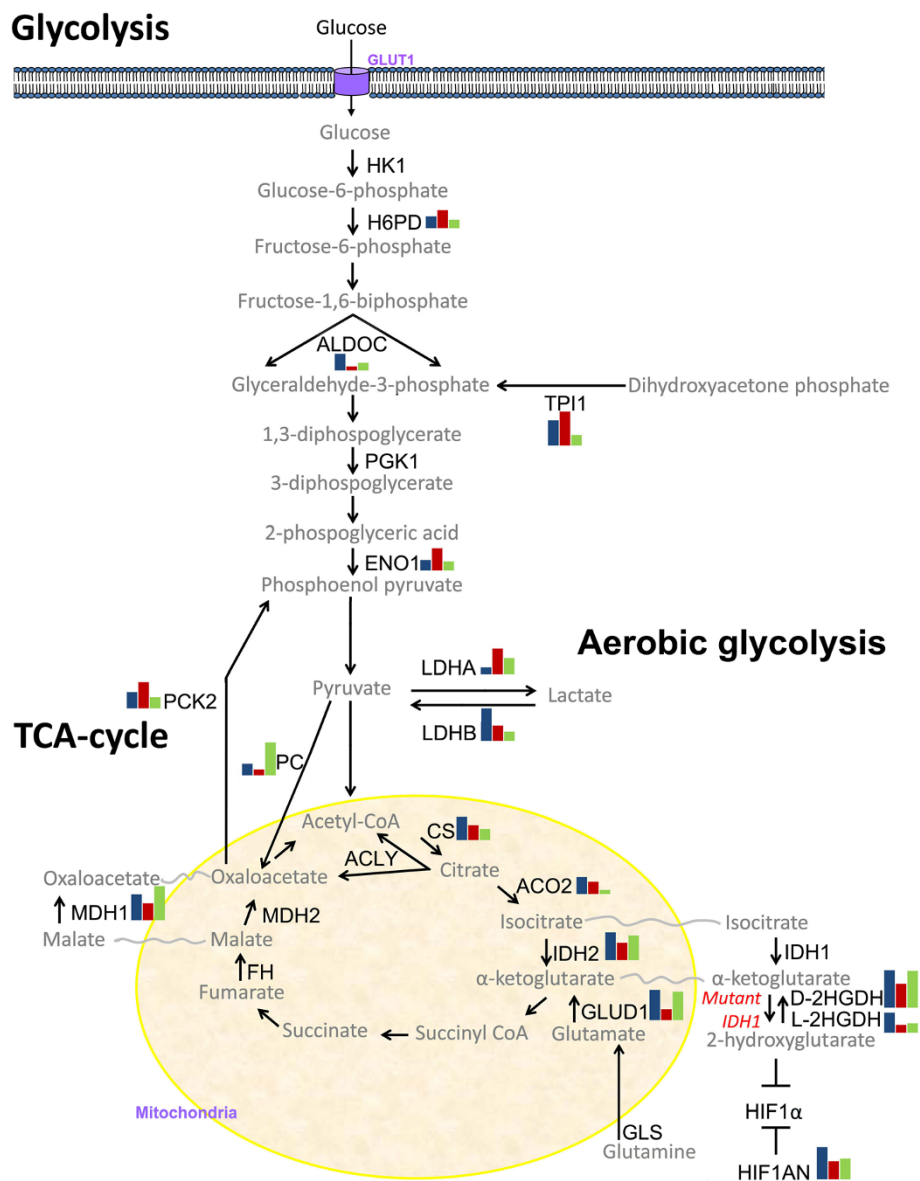 Glycolysis
Glucose
GLUT1
Glucose
HK1
Glucose-6-phosphate
H6PD
Fructose-6-phosphate
Fructose-1,6-biphosphate
ALDOC
Glyceraldehyde-3-phosphate
Dihydroxyacetone phosphate
TPI1
1,3-diphospoglycerate
PGK1
3-diphospoglycerate
2-phospoglyceric acid
ENO1
Phosphoenol pyruvate
Aerobic glycolysis
LDHA
PCK2
Pyruvate
Lactate
TCA-cycle
LDHB
PC
Acetyl-CoA
CS
ACLY
Citrate
Oxaloacetate
Oxaloacetate
ACO2
MDH1
MDH2
Isocitrate
Isocitrate
Malate
Malate
IDH2
IDH1
FH
α-ketoglutarate
α-ketoglutarate
Fumarate
Mutant
D-2HGDH
GLUD1
IDH1
L-2HGDH
Succinate
Succinyl CoA
Glutamate
2-hydroxyglutarate
Mitochondria
HIF1α
GLS
Glutamine
HIF1AN